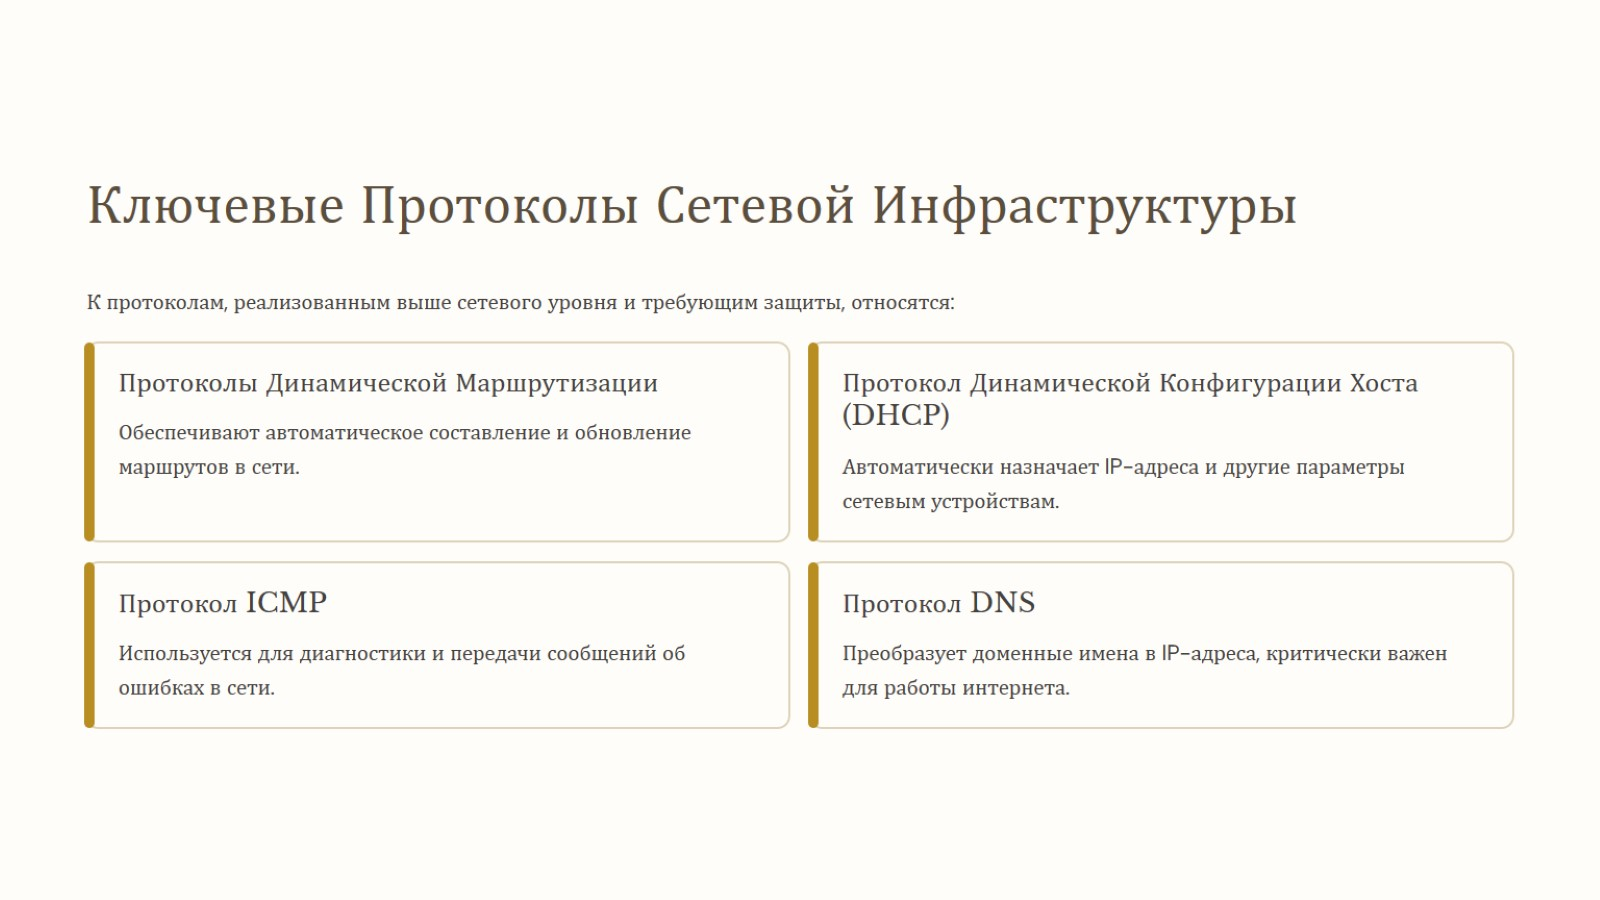 Ключевые Протоколы Сетевой Инфраструктуры
К протоколам, реализованным выше сетевого уровня и требующим защиты, относятся:
Протоколы Динамической Маршрутизации
Обеспечивают автоматическое составление и обновление
маршрутов в сети.
Протокол Динамической Конфигурации Хоста
(DHCP)
Автоматически назначает IP-адреса и другие параметры
сетевым устройствам.
Протокол ICMP
Используется для диагностики и передачи сообщений об
ошибках в сети.
Протокол DNS
Преобразует доменные имена в IP-адреса, критически важен
для работы интернета.